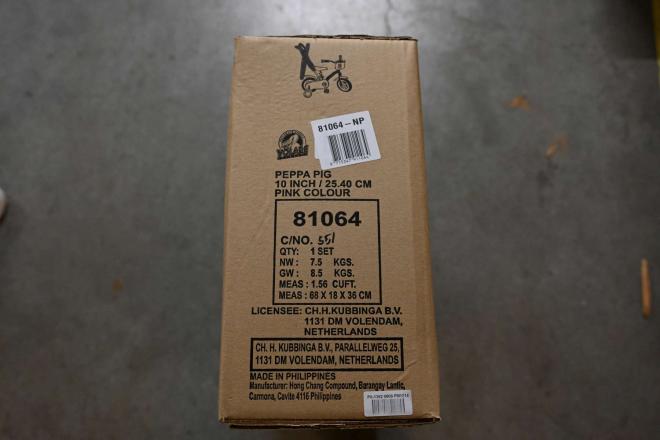 81064-NP
VOLARE
PEPPA PIG
10 INCH / 25.40 CM
PINK COLOUR
81064
C/NO. 551
QTY: 1 SET
NW: 7.5 KGS.
GW: 8.5 KGS.
MEAS: 1.56 CUFT.
MEAS: 68 X 18 X 36 CM
LICENSEE: CH.H.KUBBINGA B.V.
1131 DM VOLENDAM,
NETHERLANDS
CH. H. KUBBINGA B.V., PARALLELWEG 25,
1131 DM VOLENDAM, NETHERLANDS
MADE IN PHILIPPINES
Manufacturer: Hong Chang Compound, Barangay Lantic,
Carmona, Cavite 4116 Philippines